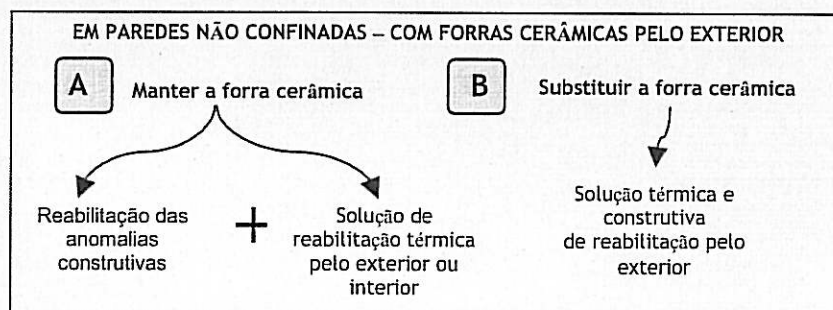 EM PAREDES NÃO CONFINADAS – COM FORRAS CERÂMICAS PELO EXTERIOR
A
Manter a forra cerâmica
Reabilitação das
anomalias
construtivas
+
Solução de
reabilitação térmica
pelo exterior ou
interior
B
Substituir a forra cerâmica
Solução térmica e
construtiva
de reabilitação pelo
exterior